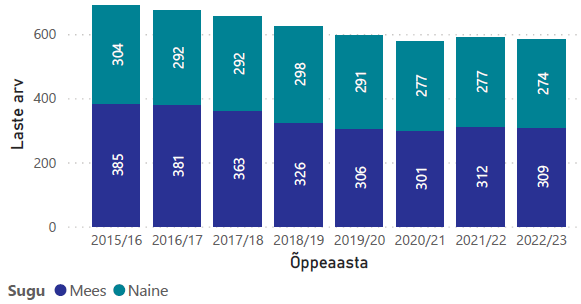 Laste arv
600
400
200
0
304 292 292 298 291 277 277 274
385 381 363 326 306 301 312 309
2015/16 2016/17 2017/18 2018/19 2019/20 2020/21 2021/22 2022/23
Õppeaasta
Sugu Mees Naine